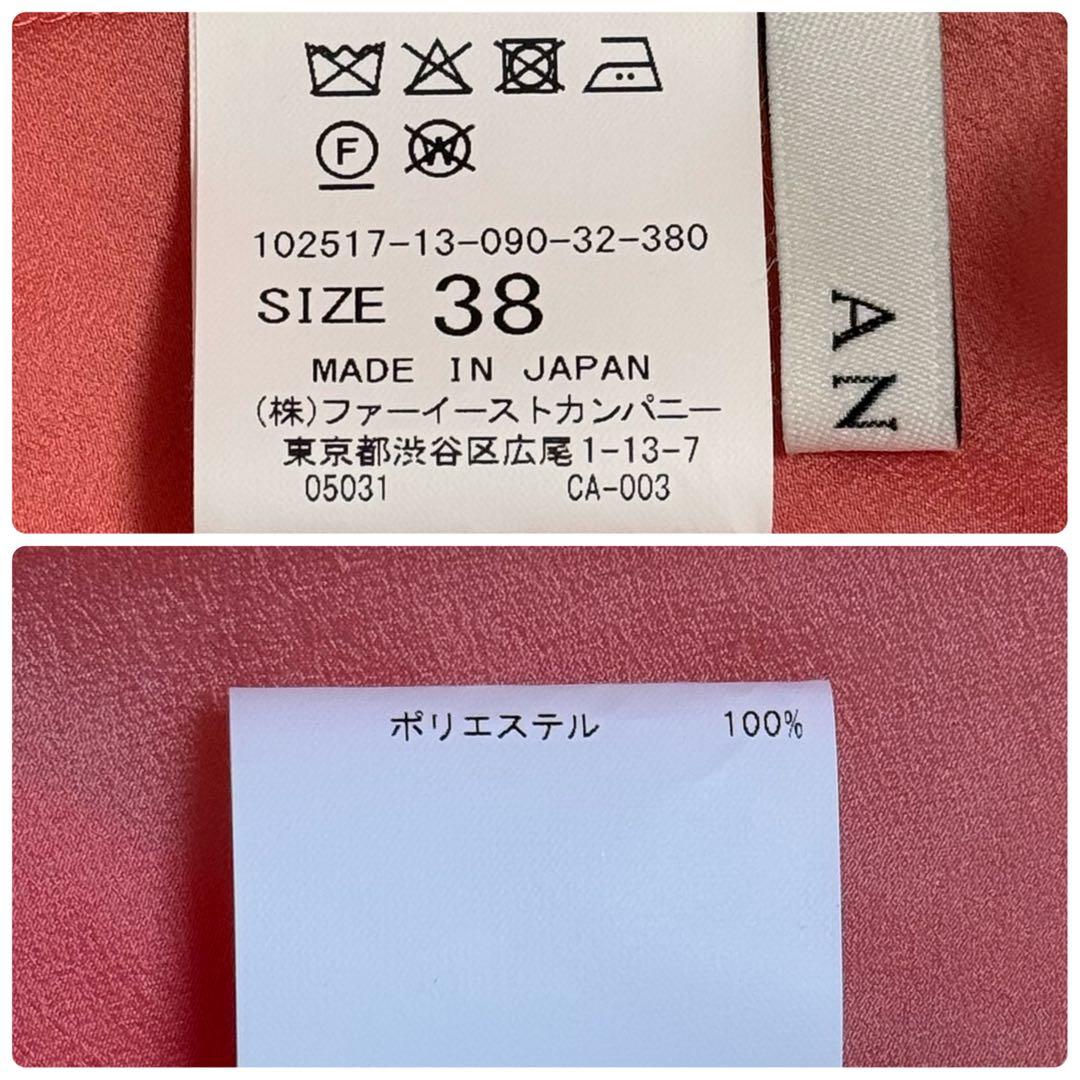 F
W
102517-13-090-32-380
SIZE 38
MADE IN JAPAN
(株)ファーイーストカンパニー
東京都渋谷区広尾1-13-7
05031 CA-003
AN
ポリエステル 100%